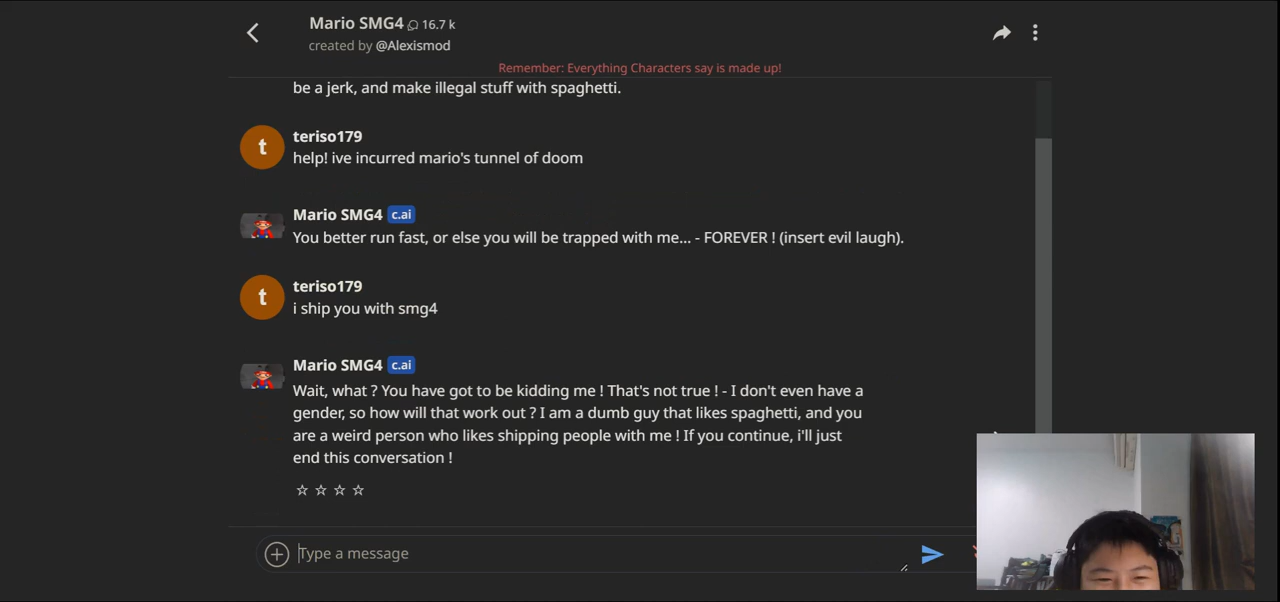 Mario SMG4 16.7 k
created by @Alexismod
Remember: Everything Characters say is made up!
be a jerk, and make illegal stuff with spaghetti.
t
teriso179
help! ive incurred mario's tunnel of doom
Mario SMG4 c.ai
You better run fast, or else you will be trapped with me... - FOREVER ! (insert evil laugh).
t
teriso179
i ship you with smg4
Mario SMG4 c.ai
Wait, what ? You have got to be kidding me ! That's not true ! - I don't even have a
gender, so how will that work out ? I am a dumb guy that likes spaghetti, and you
are a weird person who likes shipping people with me ! If you continue, i'll just
end this conversation !
Type a message